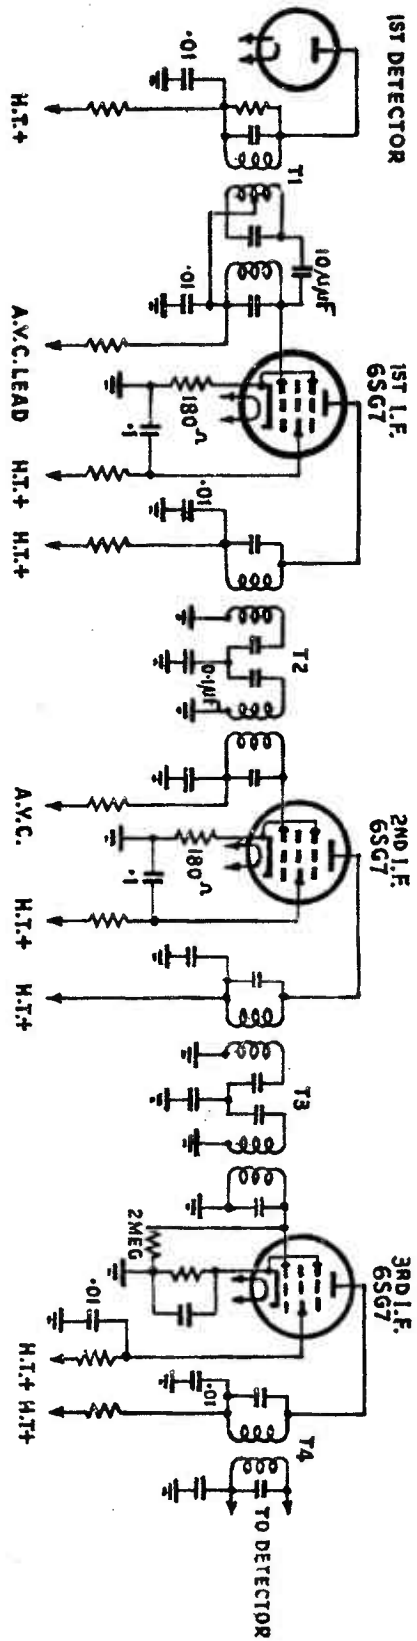 1ST DETECTOR
.01
H.T.+
T1
10μμF
.01
A.V.C. LEAD
1ST I.F.
6SG7
180Ω
.1
H.T.+
.01
H.T.+
T2
0.1μF
A.V.C.
2ND I.F.
6SG7
180Ω
.1
H.T.+
H.T.+
T3
2MEG
3RD I.F.
6SG7
.01
H.T.+
.01
H.T+
T4
TO DETECTOR